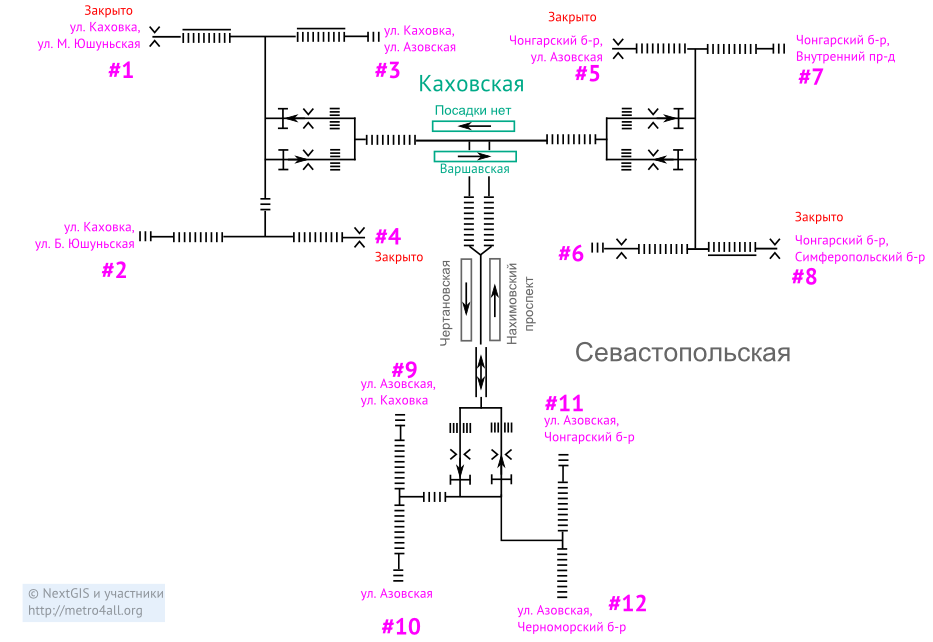 Закрыто
ул. Каховка,
ул. М. Юшуньская
#1
ул. Каховка,
ул. Азовская
#3
Каховская
Посадки нет
Варшавская
Закрыто
Чонгарский б-р,
ул. Азовская
#5
Чонгарский б-р,
Внутренний пр-д
#7
ул. Каховка,
ул. Б. Юшуньская
#2
#4
Закрыто
#6
Закрыто
Чонгарский б-р,
Симферопольский б-р
#8
Чертановская
Нахимовский
проспект
Севастопольская
#9
ул. Азовская,
ул. Каховка
#11
ул. Азовская,
Чонгарский б-р
ул. Азовская
#10
ул. Азовская,
Черноморский б-р
#12
© NextGIS и участники
http://metro4all.org